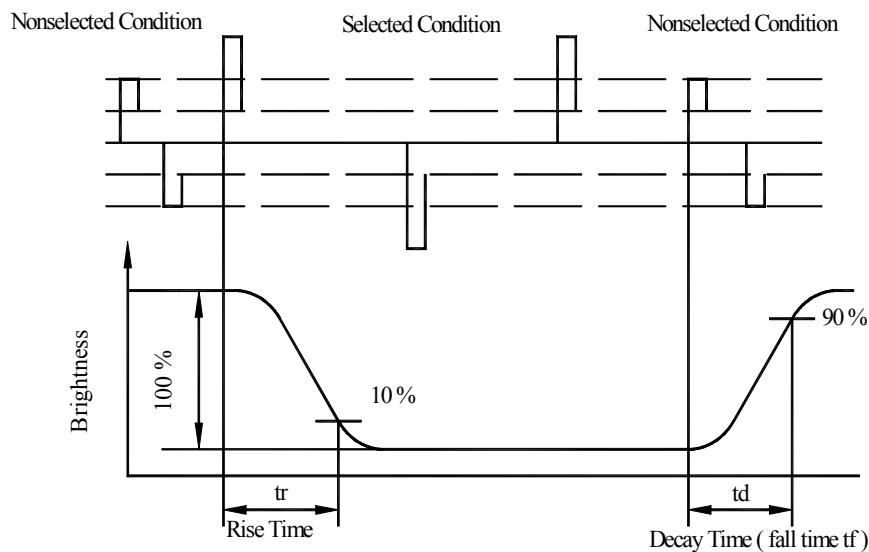 Nonselected Condition
Selected Condition
Nonselected Condition
Brightness
100 %
10 %
90 %
tr
Rise Time
td
Decay Time ( fall time tf )